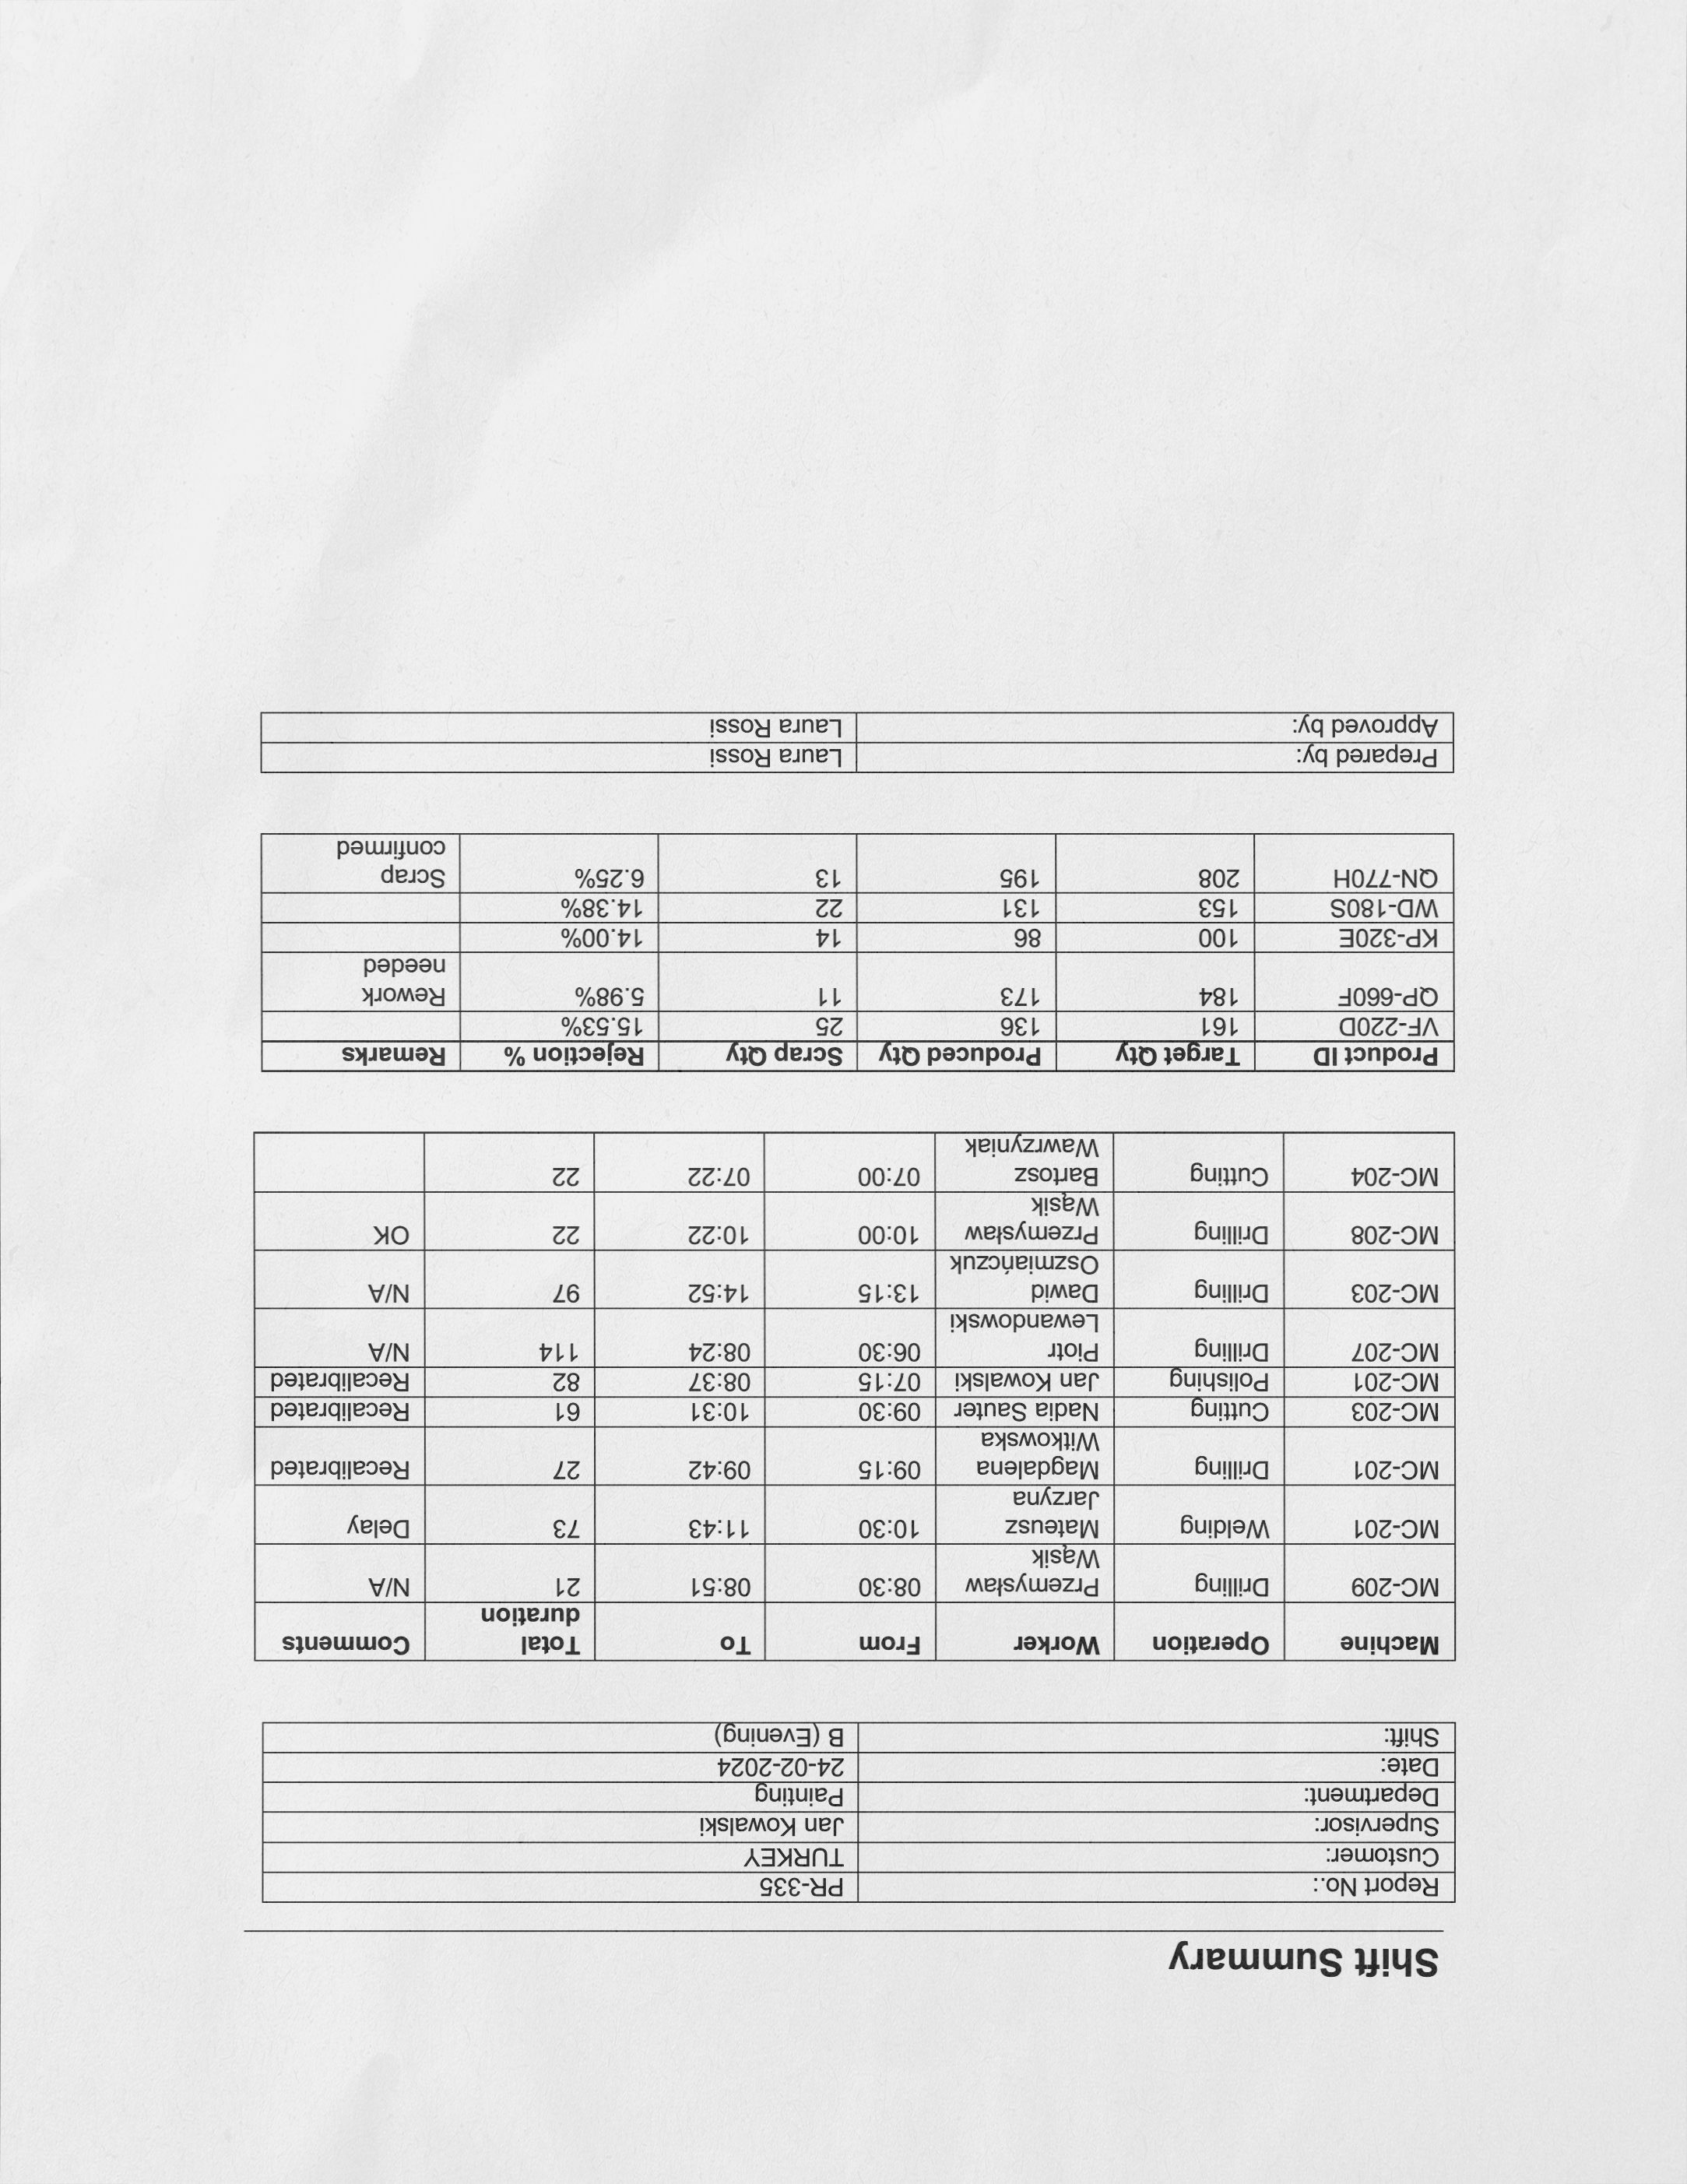 Shift Summary
Report No.: PR-335
Customer: TURKEY
Supervisor: Jan Kowalski
Department: Painting
Date: 24-02-2024
Shift: B (Evening)
Machine Operation Worker From To Total duration Comments
MC-209 Drilling Przemysław Wąsik 08:30 08:51 21 N/A
MC-201 Welding Mateusz Jarzyna 10:30 11:43 73 Delay
MC-201 Drilling Magdalena Witkowska 09:15 09:42 27 Recalibrated
MC-203 Cutting Nadia Sauter 09:30 10:31 61 Recalibrated
MC-201 Polishing Jan Kowalski 07:15 08:37 82 Recalibrated
MC-207 Drilling Piotr Lewandowski 06:30 08:24 114 N/A
MC-203 Drilling Dawid Oszmiańczuk 13:15 14:52 97 N/A
MC-208 Drilling Przemysław Wąsik 10:00 10:22 22 OK
MC-204 Cutting Bartosz Wawrzyniak 07:00 07:22 22
Product ID Target Qty Produced Qty Scrap Qty Rejection % Remarks
VF-220D 161 136 25 15.53%
QP-660F 184 173 11 5.98% Rework needed
KP-320E 100 86 14 14.00%
WD-180S 153 131 22 14.38%
QN-770H 208 195 13 6.25% Scrap confirmed
Prepared by: Laura Rossi
Approved by: Laura Rossi